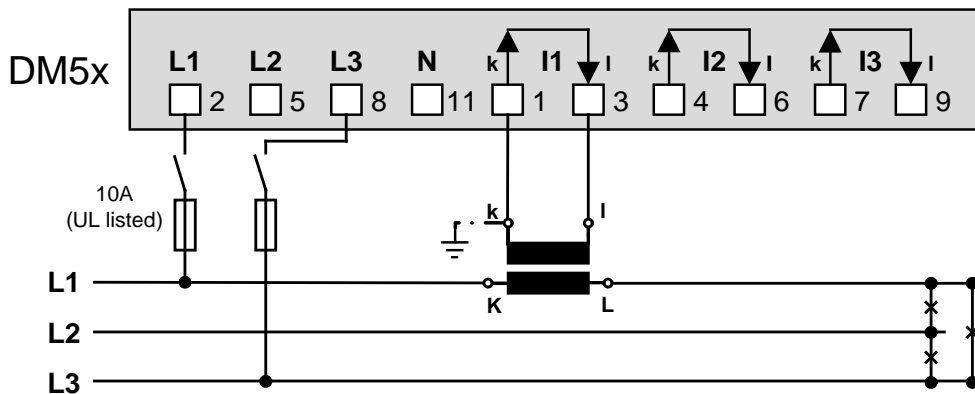 DM5x
L1 L2 L3 N k I1 l k I2 l k I3 l
2 5 8 11 1 3 4 6 7 9
10A
(UL listed)
k l
L1
K L
L2
L3